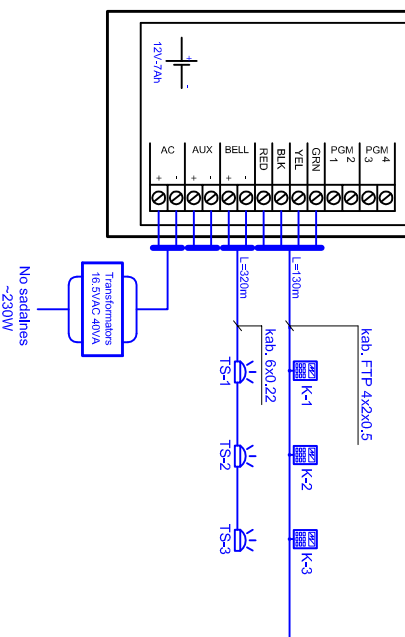 12V-7Ah
+
-
AC
AUX
BELL
RED
BLK
YEL
GRN
PGM
1 2
PGM
3 4
+ - + - + -
L=320m
L=130m
kab. 6x0.22
kab. FTP 4x2x0.5
TS-1
TS-2
TS-3
K-1
K-2
K-3
Transformators
16.5VAC 40VA
No sadalnes
~230W